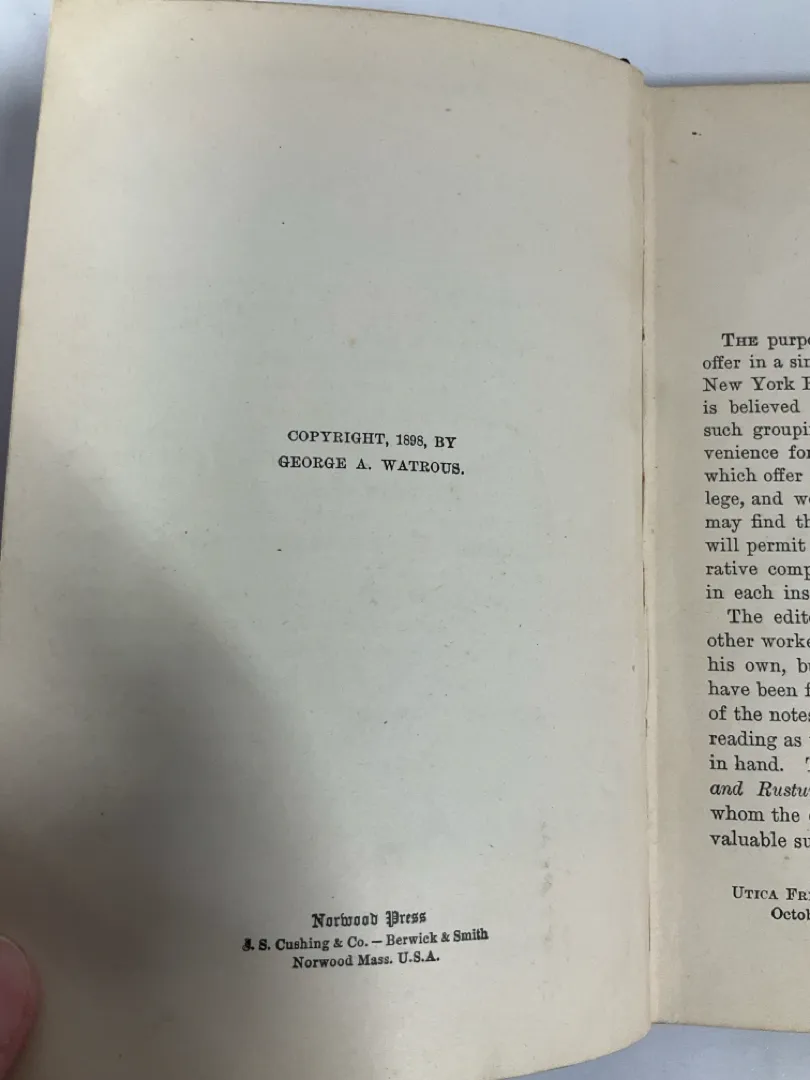 COPYRIGHT, 1898, BY
GEORGE A. WATROUS.
Norwood Press
J. S. Cushing & Co. – Berwick & Smith
Norwood Mass. U.S.A.
THE
offer in a
New York
is believed
such
venience
which offer
lege, and
may find
will permit
rative
in each
The
other
his own,
have been
of the
reading as
in hand.
and
whom the
valuable
UTICA